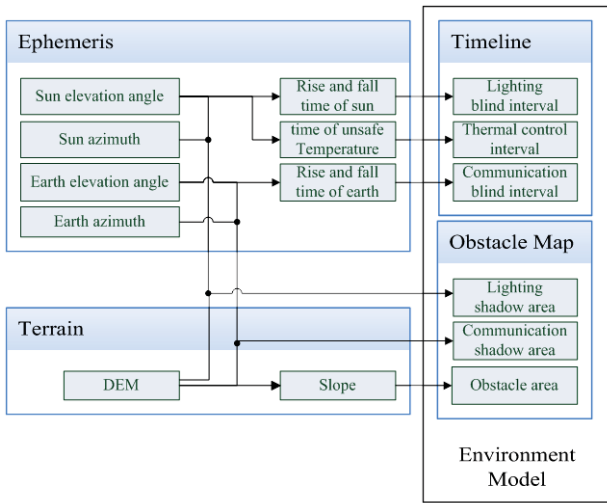 Ephemeris
Sun elevation angle
Sun azimuth
Earth elevation angle
Earth azimuth
Rise and fall
time of sun
time of unsafe
Temperature
Rise and fall
time of earth
Timeline
Lighting
blind interval
Thermal control
interval
Communication
blind interval
Obstacle Map
Lighting
shadow area
Communication
shadow area
Obstacle area
Terrain
DEM
Slope
Environment
Model